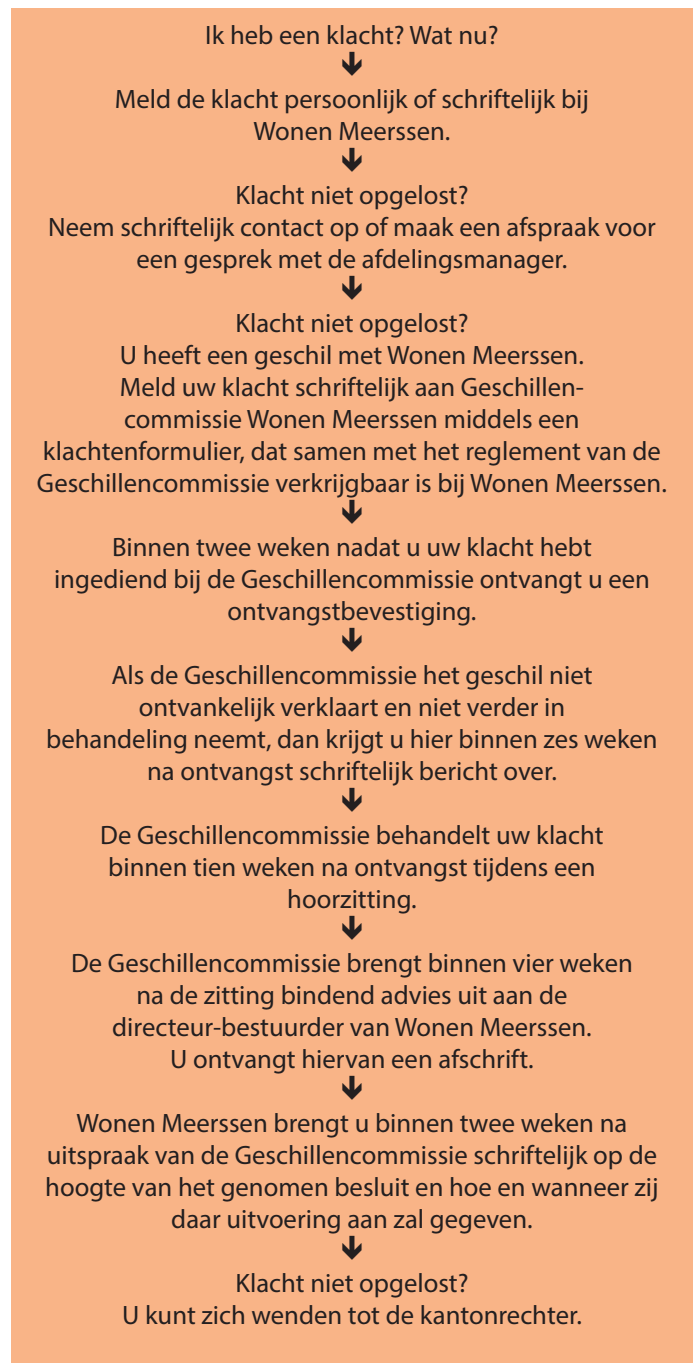 Ik heb een klacht? Wat nu?
Meld de klacht persoonlijk of schriftelijk bij
Wonen Meerssen.
Klacht niet opgelost?
Neem schriftelijk contact op of maak een afspraak voor
een gesprek met de afdelingsmanager.
Klacht niet opgelost?
U heeft een geschil met Wonen Meerssen.
Meld uw klacht schriftelijk aan Geschillen-
commissie Wonen Meerssen middels een
klachtenformulier, dat samen met het reglement van de
Geschillencommissie verkrijgbaar is bij Wonen Meerssen.
Binnen twee weken nadat u uw klacht hebt
ingediend bij de Geschillencommissie ontvangt u een
ontvangstbevestiging.
Als de Geschillencommissie het geschil niet
ontvankelijk verklaart en niet verder in
behandeling neemt, dan krijgt u hier binnen zes weken
na ontvangst schriftelijk bericht over.
De Geschillencommissie behandelt uw klacht
binnen tien weken na ontvangst tijdens een
hoorzitting.
De Geschillencommissie brengt binnen vier weken
na de zitting bindend advies uit aan de
directeur-bestuurder van Wonen Meerssen.
U ontvangt hiervan een afschrift.
Wonen Meerssen brengt u binnen twee weken na
uitspraak van de Geschillencommissie schriftelijk op de
hoogte van het genomen besluit en hoe en wanneer zij
daar uitvoering aan zal gegeven.
Klacht niet opgelost?
U kunt zich wenden tot de kantonrechter.